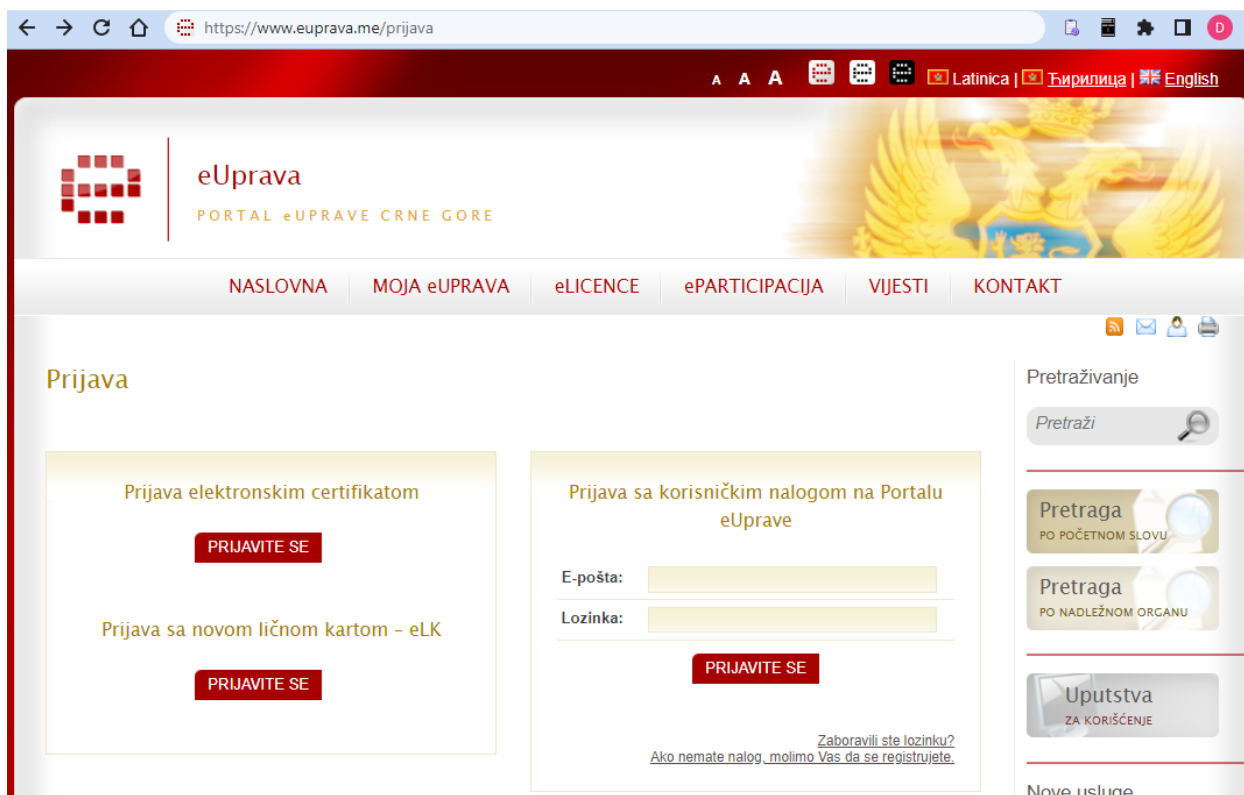 https://www.euprava.me/prijava
D
A A A Latinica | Ћирилица | English
eUprava
PORTAL eUPRAVE CRNE GORE
NASLOVNA MOJA eUPRAVA eLICENCE ePARTICIPACIJA VIJESTI KONTAKT
Prijava
Prijava elektronskim certifikatom
PRIJAVITE SE
Prijava sa novom ličnom kartom – eLK
PRIJAVITE SE
Prijava sa korisničkim nalogom na Portalu
eUprave
E-pošta:
Lozinka:
PRIJAVITE SE
Zaboravili ste lozinku?
Ako nemate nalog, molimo Vas da se registrujete.
Pretraživanje
Pretraži
Pretraga
PO POČETNOM SLOVU
Pretraga
PO NADLEŽNOM ORGANU
Uputstva
ZA KORIŠĆENJE
Nove usluge